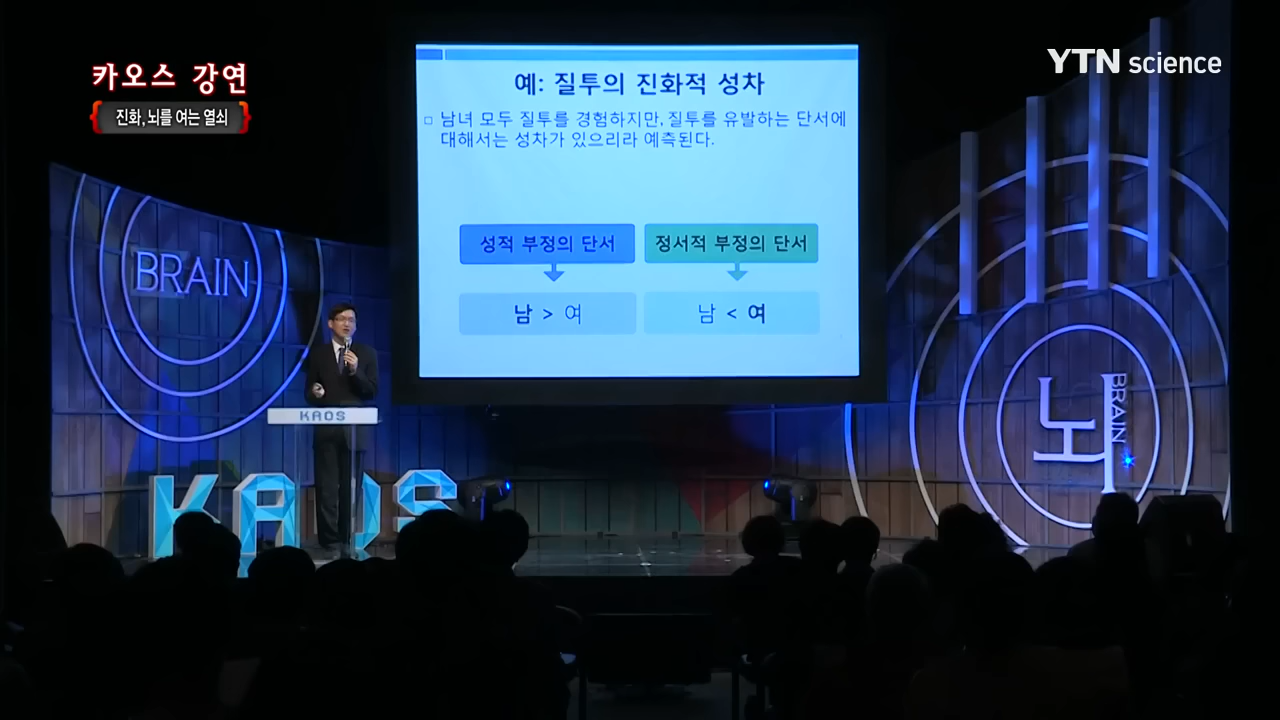 카오스 강연
진화, 뇌를 여는 열쇠
YTN science
예: 질투의 진화적 성차
□ 남녀 모두 질투를 경험하지만, 질투를 유발하는 단서에
대해서는 성차가 있으리라 예측된다.
성적 부정의 단서
정서적 부정의 단서
남 > 여
남 < 여
BRAIN
KAOS
KAOS
뇌
BRAIN